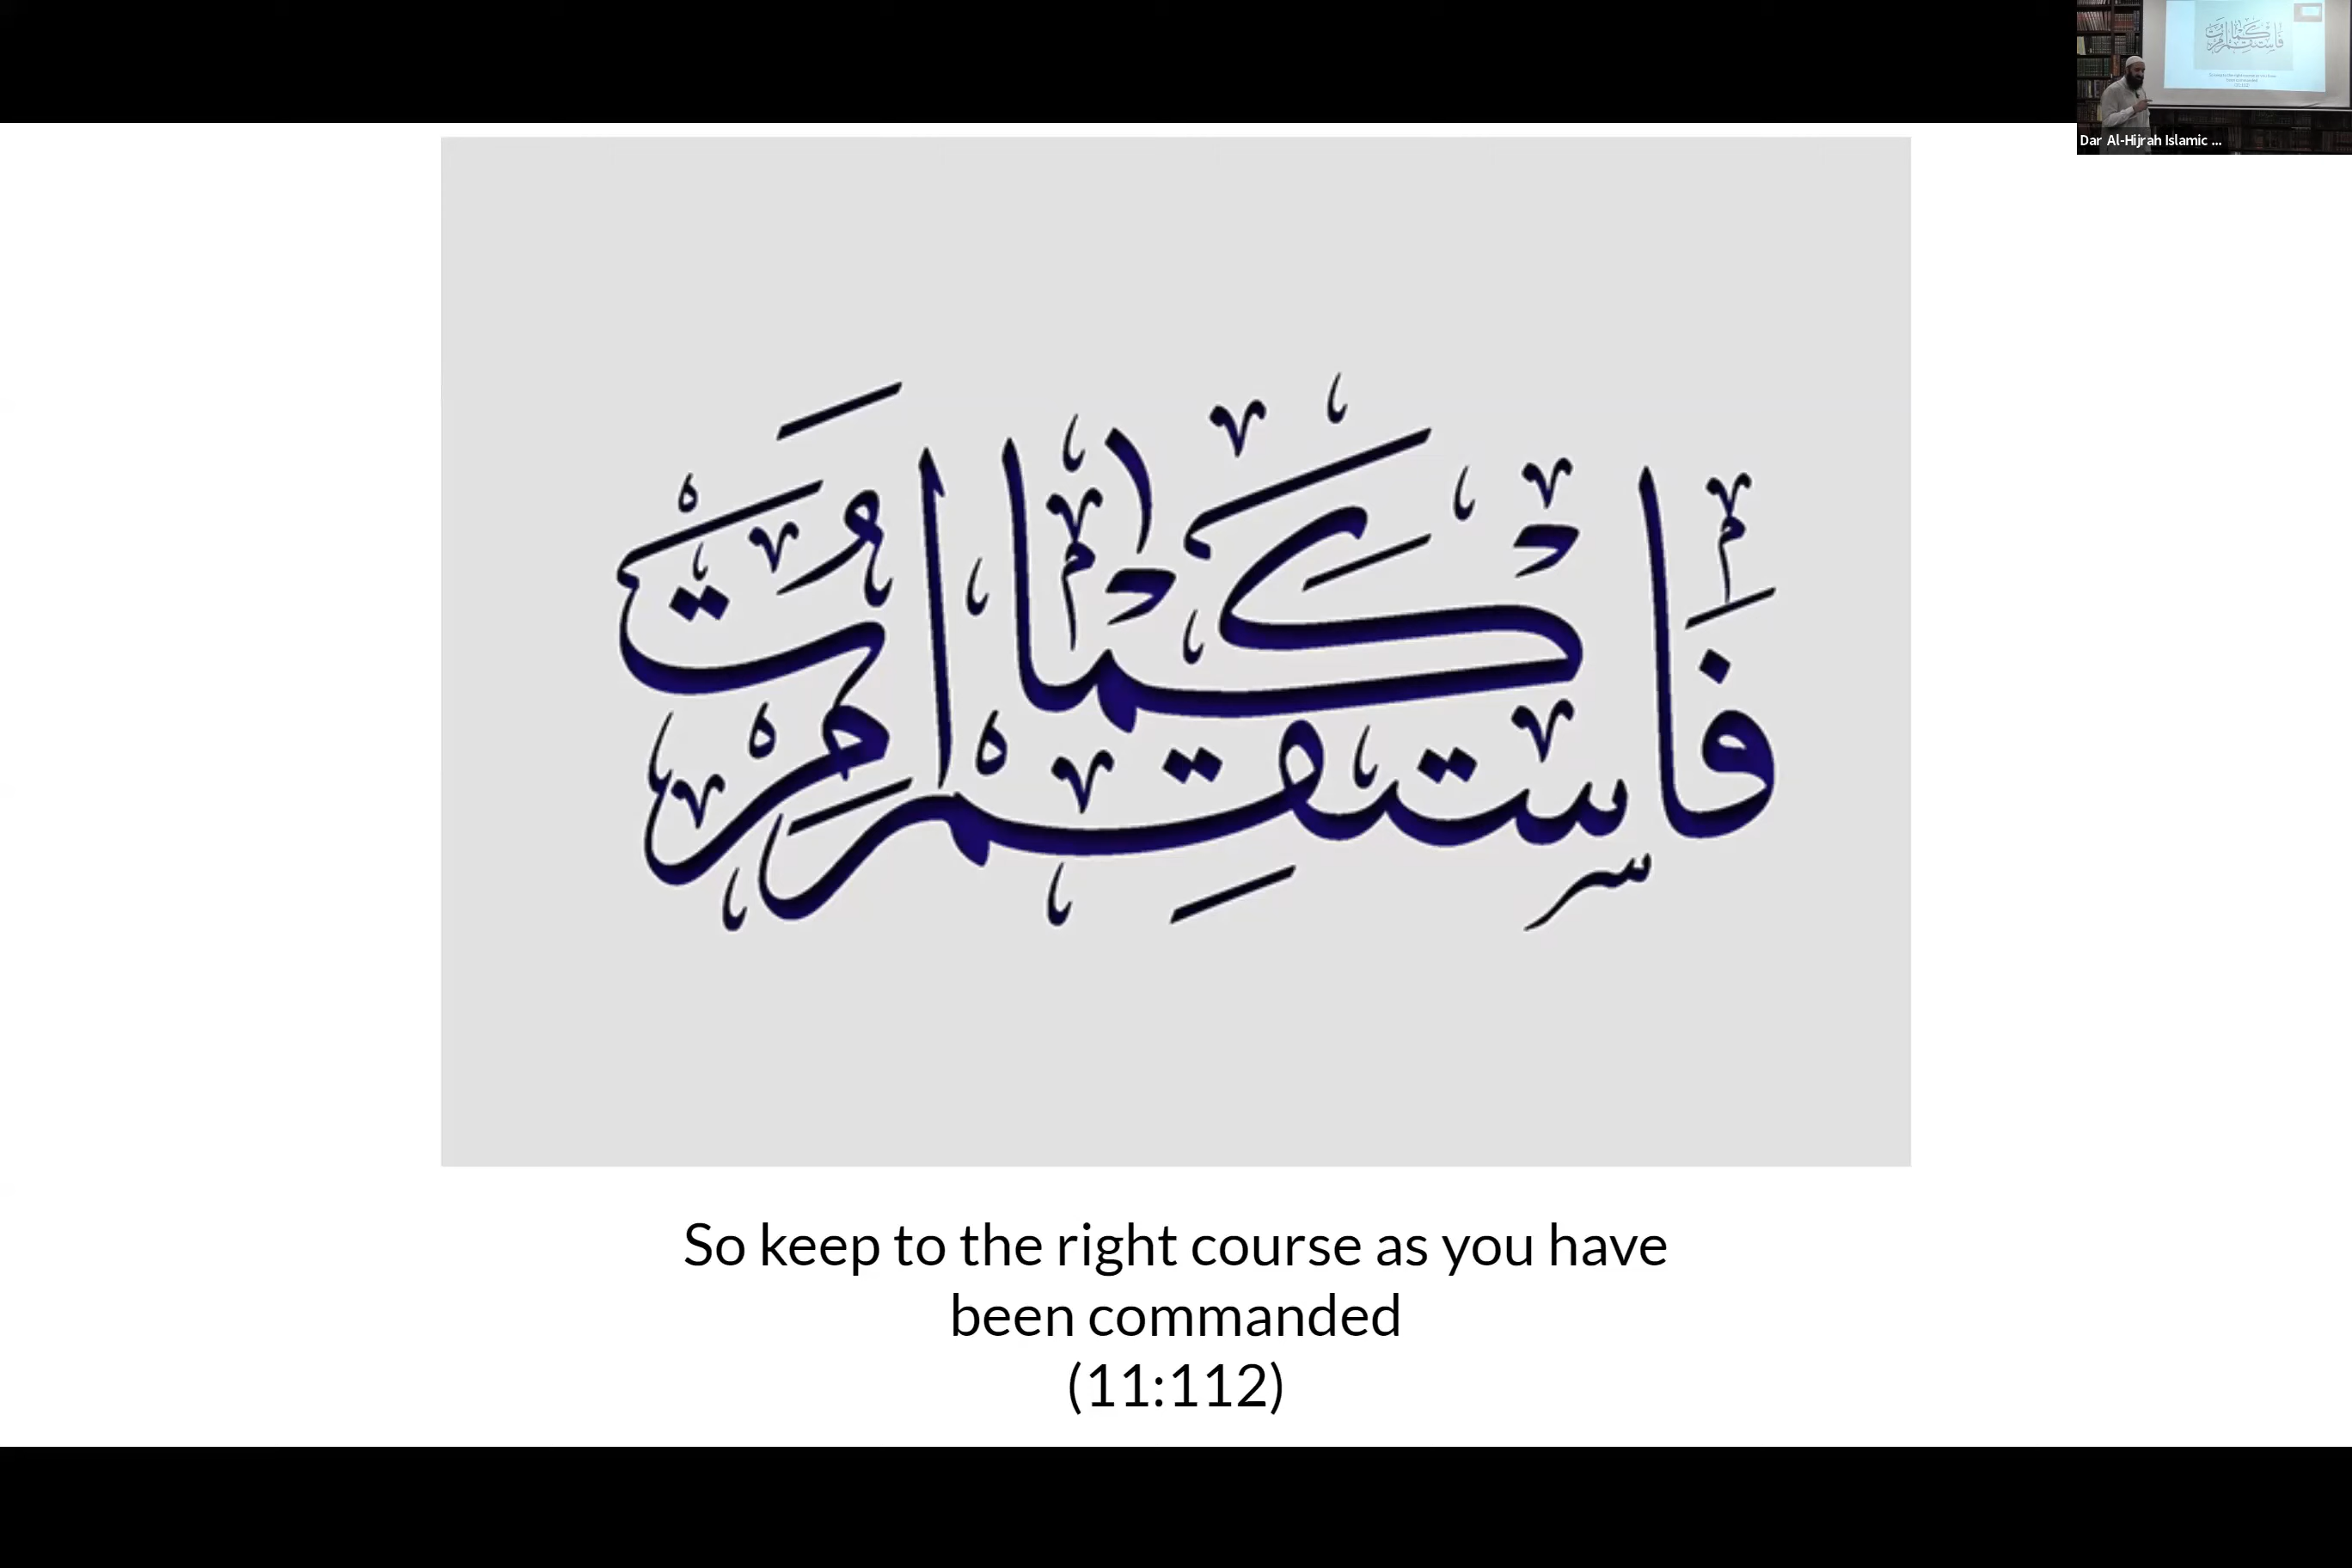 Dar Al-Hijrah Islamic ...
فَاسْتَقِمْ كَمَا أُمِرْتَ
So keep to the right course as you have
been commanded
(11:112)